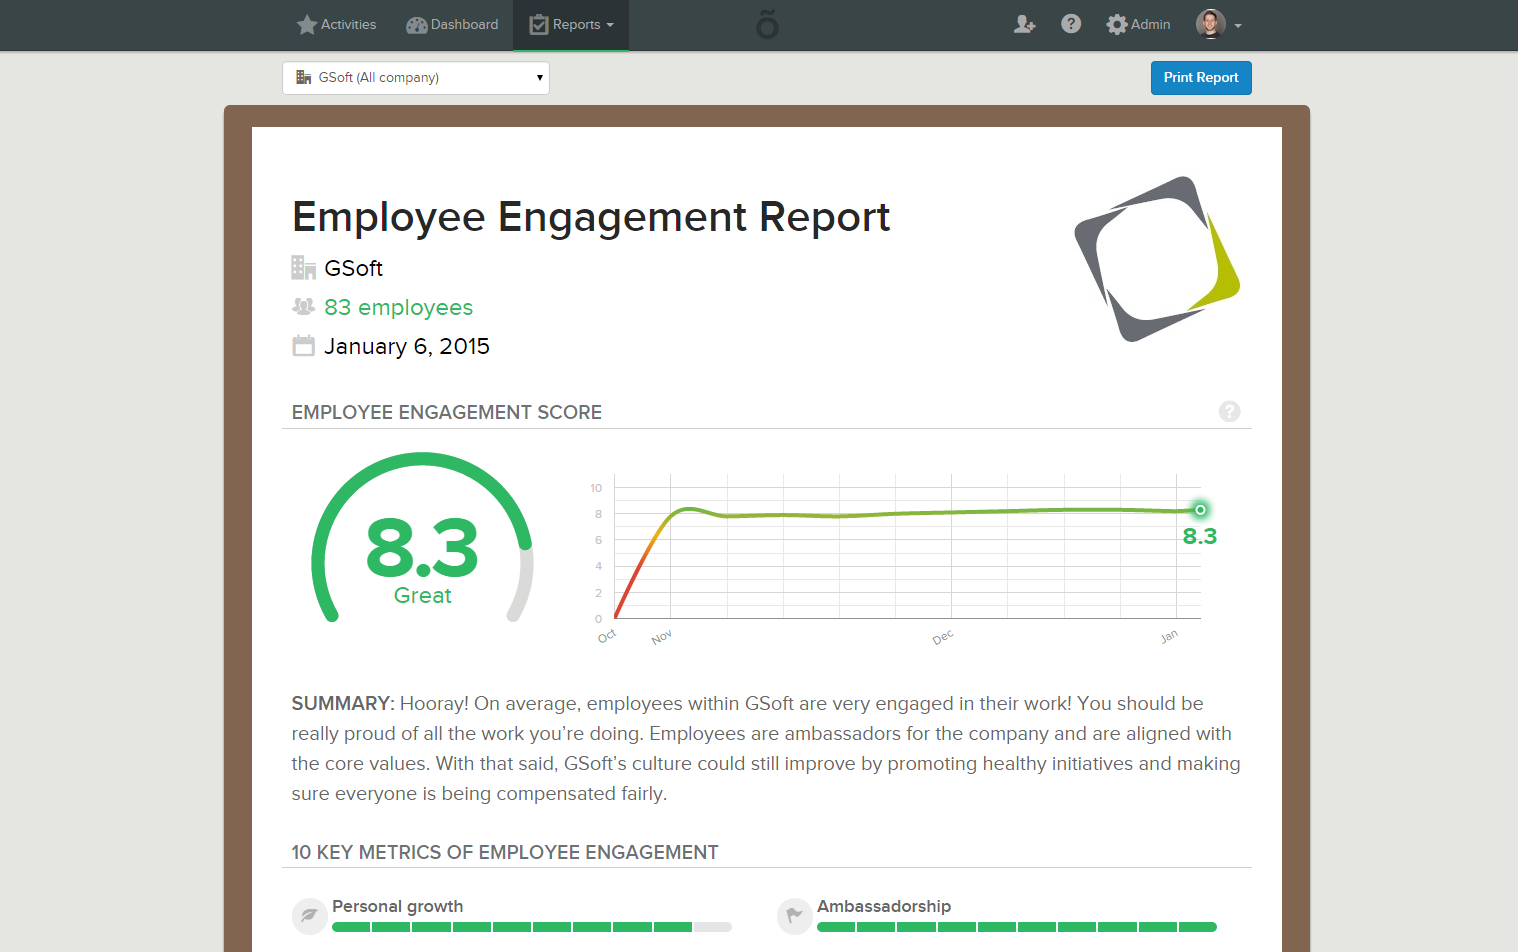 Activities
Dashboard
Reports
õ
?
Admin
GSoft (All company)
Print Report
Employee Engagement Report
GSoft
83 employees
January 6, 2015
EMPLOYEE ENGAGEMENT SCORE
?
8.3
Great
10
8
6
4
2
0
8.3
Oct
Nov
Dec
Jan
SUMMARY: Hooray! On average, employees within GSoft are very engaged in their work! You should be
really proud of all the work you’re doing. Employees are ambassadors for the company and are aligned with
the core values. With that said, GSoft’s culture could still improve by promoting healthy initiatives and making
sure everyone is being compensated fairly.
10 KEY METRICS OF EMPLOYEE ENGAGEMENT
Personal growth
Ambassadorship